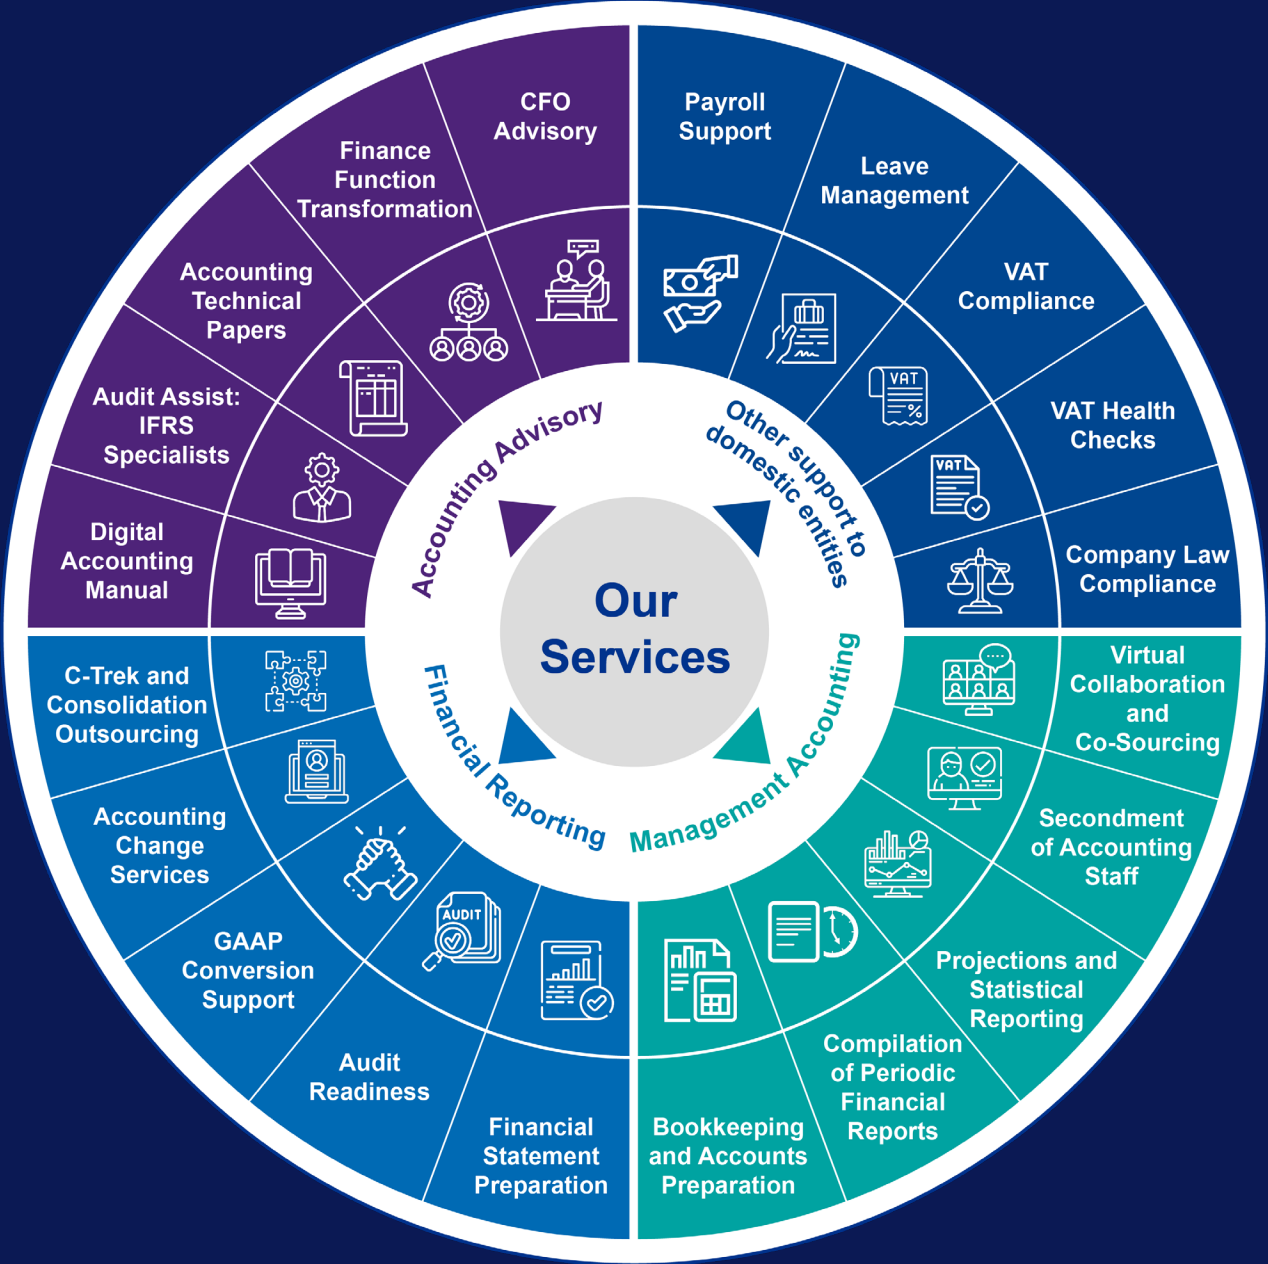 Our
Services
Accounting Advisory
CFO
Advisory
Finance
Function
Transformation
Accounting
Technical
Papers
Audit Assist:
IFRS
Specialists
Digital
Accounting
Manual
Other support to
domestic entities
Payroll
Support
Leave
Management
VAT
Compliance
VAT
VAT Health
Checks
VAT
Company Law
Compliance
Management Accounting
Virtual
Collaboration
and
Co-Sourcing
Secondment
of Accounting
Staff
Projections and
Statistical
Reporting
Compilation
of Periodic
Financial
Reports
Bookkeeping
and Accounts
Preparation
Financial Reporting
C-Trek and
Consolidation
Outsourcing
Accounting
Change
Services
GAAP
Conversion
Support
Audit
Readiness
AUDIT
Financial
Statement
Preparation
%